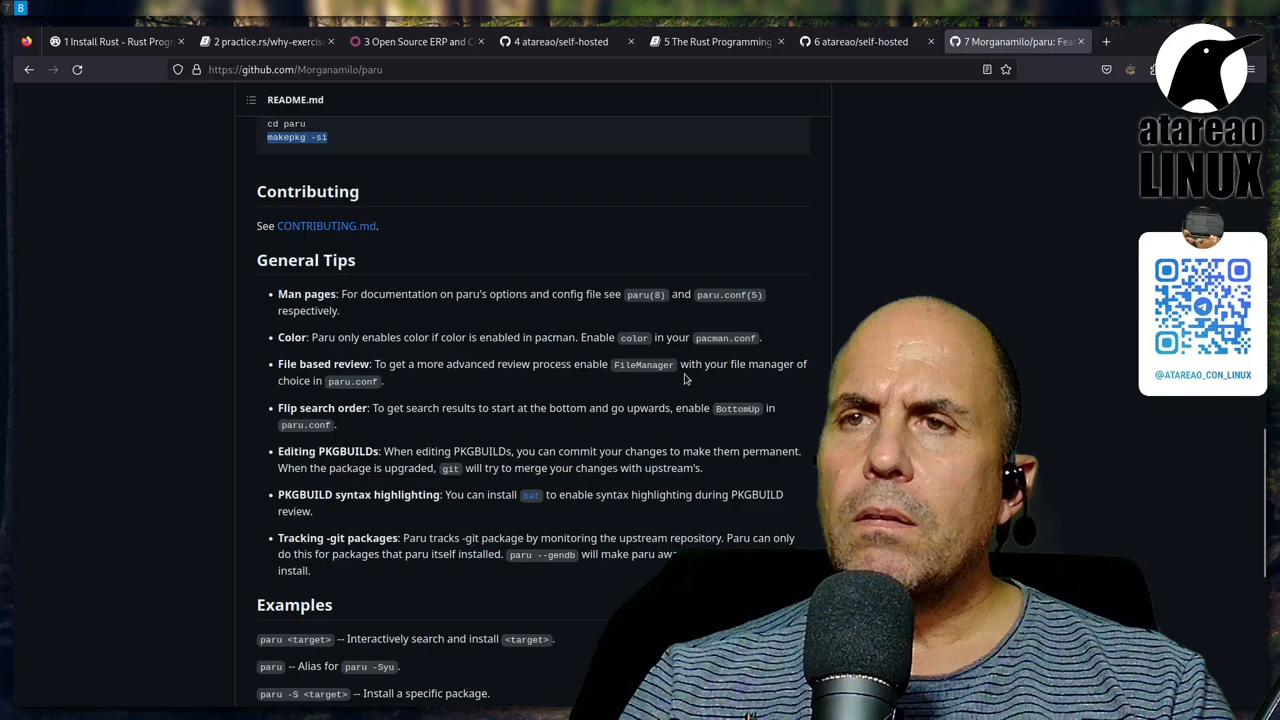 7 8
1 Install Rust - Rust Prog
2 practice.rs/why-exercis
3 Open Source ERP and C
4 atareao/self-hosted
5 The Rust Programming
6 atareao/self-hosted
7 Morganamilo/paru: Fea
https://github.com/Morganamilo/paru
atareao
LINUX
@ATAREAO_CON_LINUX
README.md
cd paru
makepkg -si
Contributing
See CONTRIBUTING.md.
General Tips
• Man pages: For documentation on paru's options and config file see paru(8) and paru.conf(5)
respectively.
• Color: Paru only enables color if color is enabled in pacman. Enable color in your pacman.conf.
• File based review: To get a more advanced review process enable FileManager with your file manager of
choice in paru.conf.
• Flip search order: To get search results to start at the bottom and go upwards, enable BottomUp in
paru.conf.
• Editing PKGBUILDs: When editing PKGBUILDs, you can commit your changes to make them permanent.
When the package is upgraded, git will try to merge your changes with upstream's.
• PKGBUILD syntax highlighting: You can install bat to enable syntax highlighting during PKGBUILD
review.
• Tracking -git packages: Paru tracks -git package by monitoring the upstream repository. Paru can only
do this for packages that paru itself installed. paru --gendb will make paru
install.
Examples
paru <target> -- Interactively search and install <target>.
paru -- Alias for paru -Syu.
paru -S <target> -- Install a specific package.